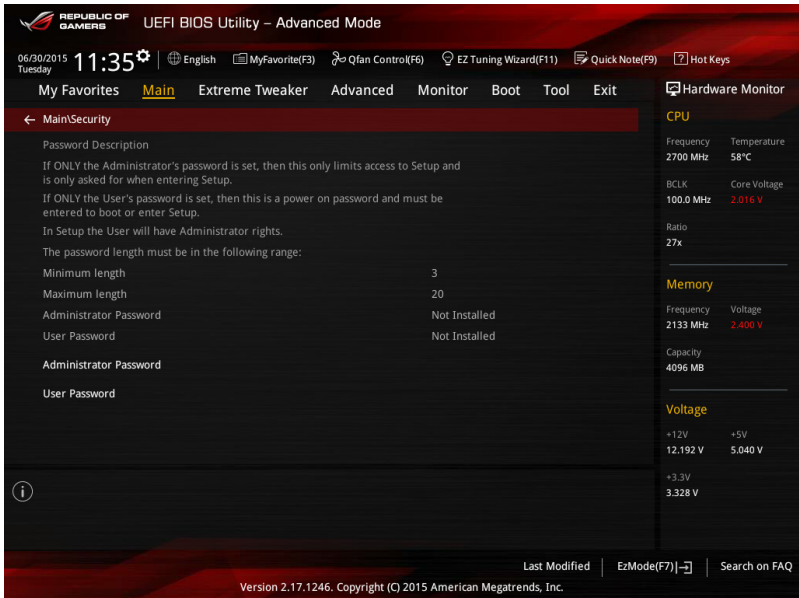 REPUBLIC OF
GAMERS
UEFI BIOS Utility – Advanced Mode
06/30/2015
Tuesday
11:35
English
MyFavorite(F3)
Qfan Control(F6)
EZ Tuning Wizard(F11)
Quick Note(F9)
? Hot Keys
My Favorites Main Extreme Tweaker Advanced Monitor Boot Tool Exit
Main\Security
Password Description
If ONLY the Administrator's password is set, then this only limits access to Setup and
is only asked for when entering Setup.
If ONLY the User's password is set, then this is a power on password and must be
entered to boot or enter Setup.
In Setup the User will have Administrator rights.
The password length must be in the following range:
Minimum length 3
Maximum length 20
Administrator Password Not Installed
User Password Not Installed
Administrator Password
User Password
Hardware Monitor
CPU
Frequency Temperature
2700 MHz 58°C
BCLK Core Voltage
100.0 MHz 2.016 V
Ratio
27x
Memory
Frequency Voltage
2133 MHz 2.400 V
Capacity
4096 MB
Voltage
+12V +5V
12.192 V 5.040 V
+3.3V
3.328 V
i
Last Modified
EzMode(F7)
Search on FAQ
Version 2.17.1246. Copyright (C) 2015 American Megatrends, Inc.